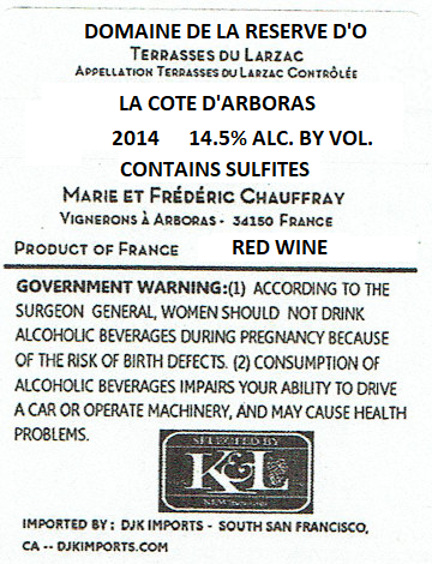 DOMAINE DE LA RESERVE D'O
TERRASSES DU LARZAC
APPELLATION TERRASSES DU LARZAC CONTRÔLÉE
LA COTE D'ARBORAS
2014 14.5% ALC. BY VOL.
CONTAINS SULFITES
MARIE ET FRÉDÉRIC CHAUFFRAY
VIGNERONS À ARBORAS - 34150 FRANCE
PRODUCT OF FRANCE RED WINE
GOVERNMENT WARNING:(1) ACCORDING TO THE
SURGEON GENERAL, WOMEN SHOULD NOT DRINK
ALCOHOLIC BEVERAGES DURING PREGNANCY BECAUSE
OF THE RISK OF BIRTH DEFECTS. (2) CONSUMPTION OF
ALCOHOLIC BEVERAGES IMPAIRS YOUR ABILITY TO DRIVE
A CAR OR OPERATE MACHINERY, AND MAY CAUSE HEALTH
PROBLEMS.
SELECTED BY
K&L
IMPORTED BY: DJK IMPORTS - SOUTH SAN FRANCISCO,
CA -- DJKIMPORTS.COM